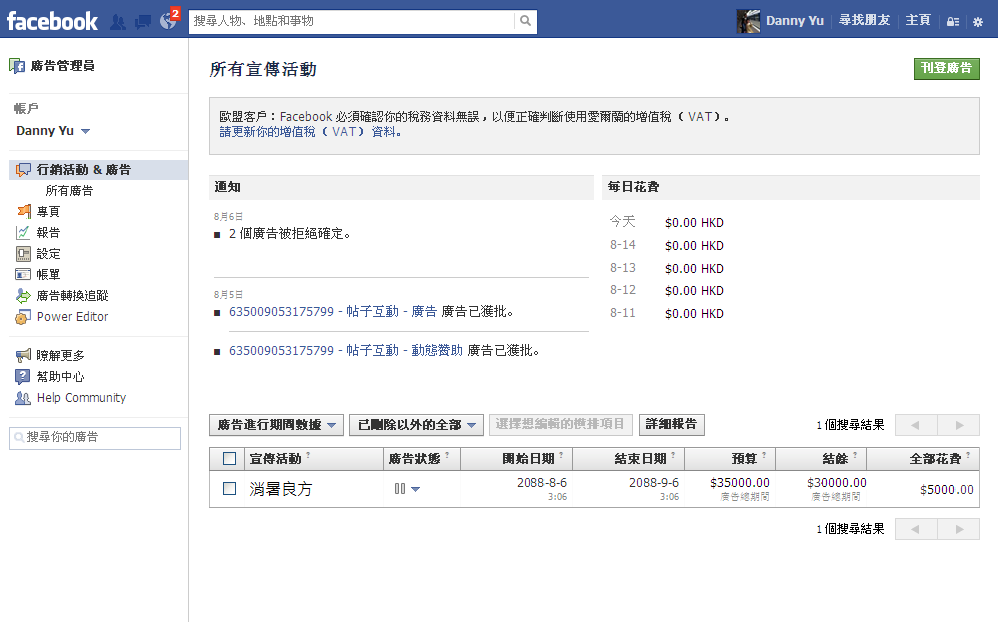 facebook
2
搜尋人物、地點和事物
Danny Yu
尋找朋友
主頁
廣告管理員
帳戶
Danny Yu
行銷活動 & 廣告
所有廣告
專頁
報告
設定
帳單
廣告轉換追蹤
Power Editor
瞭解更多
幫助中心
Help Community
搜尋你的廣告
所有宣傳活動
刊登廣告
歐盟客戶：Facebook 必須確認你的稅務資料無誤，以便正確判斷使用愛爾蘭的增值稅（VAT）。
請更新你的增值稅（VAT）資料。
通知
8月6日
2 個廣告被拒絕確定。
8月5日
635009053175799 - 帖子互動 - 廣告 廣告已獲批。
635009053175799 - 帖子互動 - 動態贊助 廣告已獲批。
每日花費
今天 $0.00 HKD
8-14 $0.00 HKD
8-13 $0.00 HKD
8-12 $0.00 HKD
8-11 $0.00 HKD
廣告進行期間數據 已刪除以外的全部 選擇想編輯的橫排項目 詳細報告 1 個搜尋結果
宣傳活動 ? 廣告狀態 ? 開始日期 ? 結束日期 ? 預算 ? 結餘 ? 全部花費 ?
消暑良方 2088-8-6 2088-9-6 $35000.00 $30000.00 $5000.00
3:06 3:06 廣告總期間 廣告總期間
1 個搜尋結果